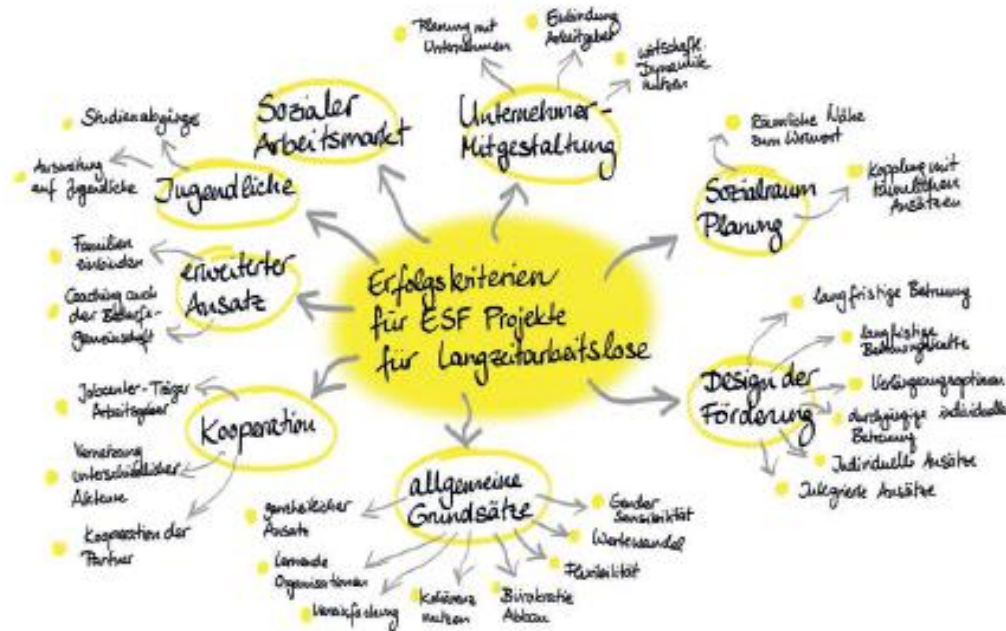 Erfolgskriterien
für ESF Projekte
für Langzeitarbeitslose
Sozialer
Arbeitsmarkt
Unternehmer-
Mitgestaltung
Planung mit
Unternehmen
Einbindung
Arbeitgeber
wirtschaftl.
Dynamik
nutzen
Sozialraum
Planung
Räumliche Nähe
zum Wohnort
Kopplung mit
räumlichen
Ansätzen
Design der
Förderung
langfristige Betreuung
langfristige
Verlängerungsoptionen
durchgängige individuelle
Betreuung
Individuelle Ansätze
Integrierte Ansätze
allgemeine
Grundsätze
Gender
Sensibilität
Wertewandel
Bürokratie
Abbau
Kohärenz
nutzen
Vereinfachung
Lernende
Organisationen
ganzheitlicher
Ansatz
Kooperation
Jobcenter-Träger
Arbeitgeber
Vernetzung
unterschiedlicher
Akteure
Kooperation der
Partner
erweiterter
Ansatz
Familien
einbinden
Coaching auch
der Bedarfs-
gemeinschaft
Jugendliche
Studienabgänge
Ausweitung
auf Jugendliche